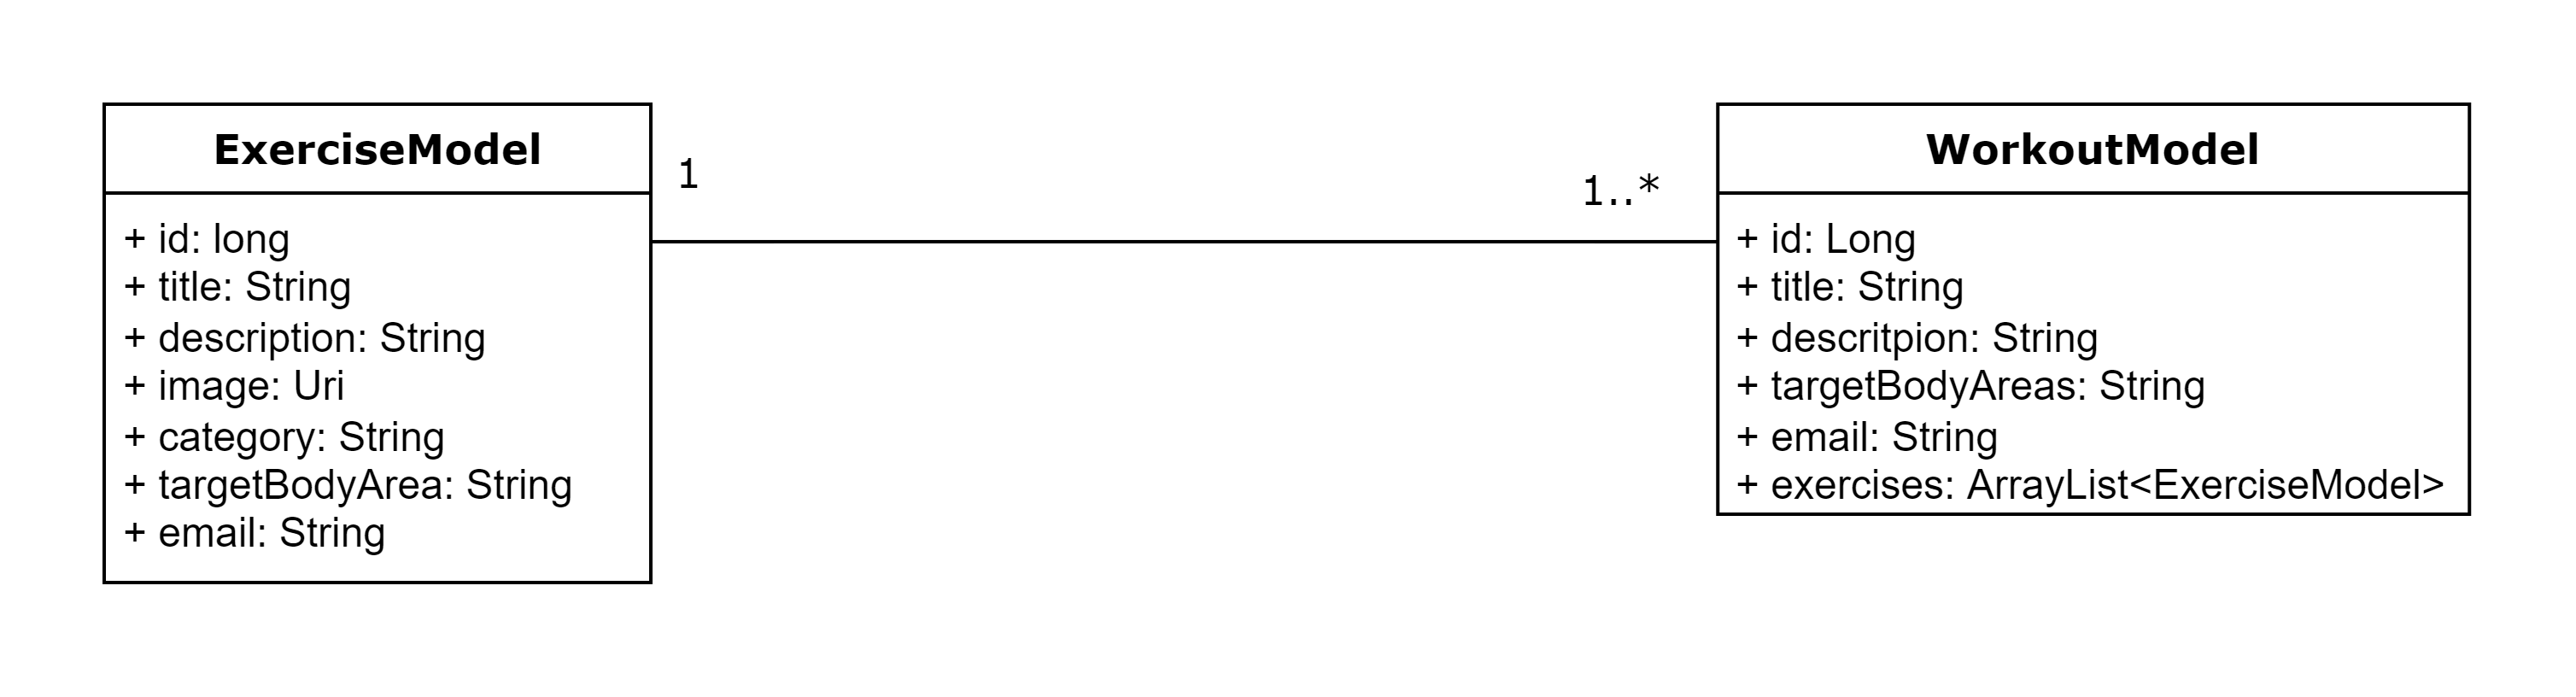 ExerciseModel
+ id: long
+ title: String
+ description: String
+ image: Uri
+ category: String
+ targetBodyArea: String
+ email: String
1
1..*
WorkoutModel
+ id: Long
+ title: String
+ descritpion: String
+ targetBodyAreas: String
+ email: String
+ exercises: ArrayList<ExerciseModel>